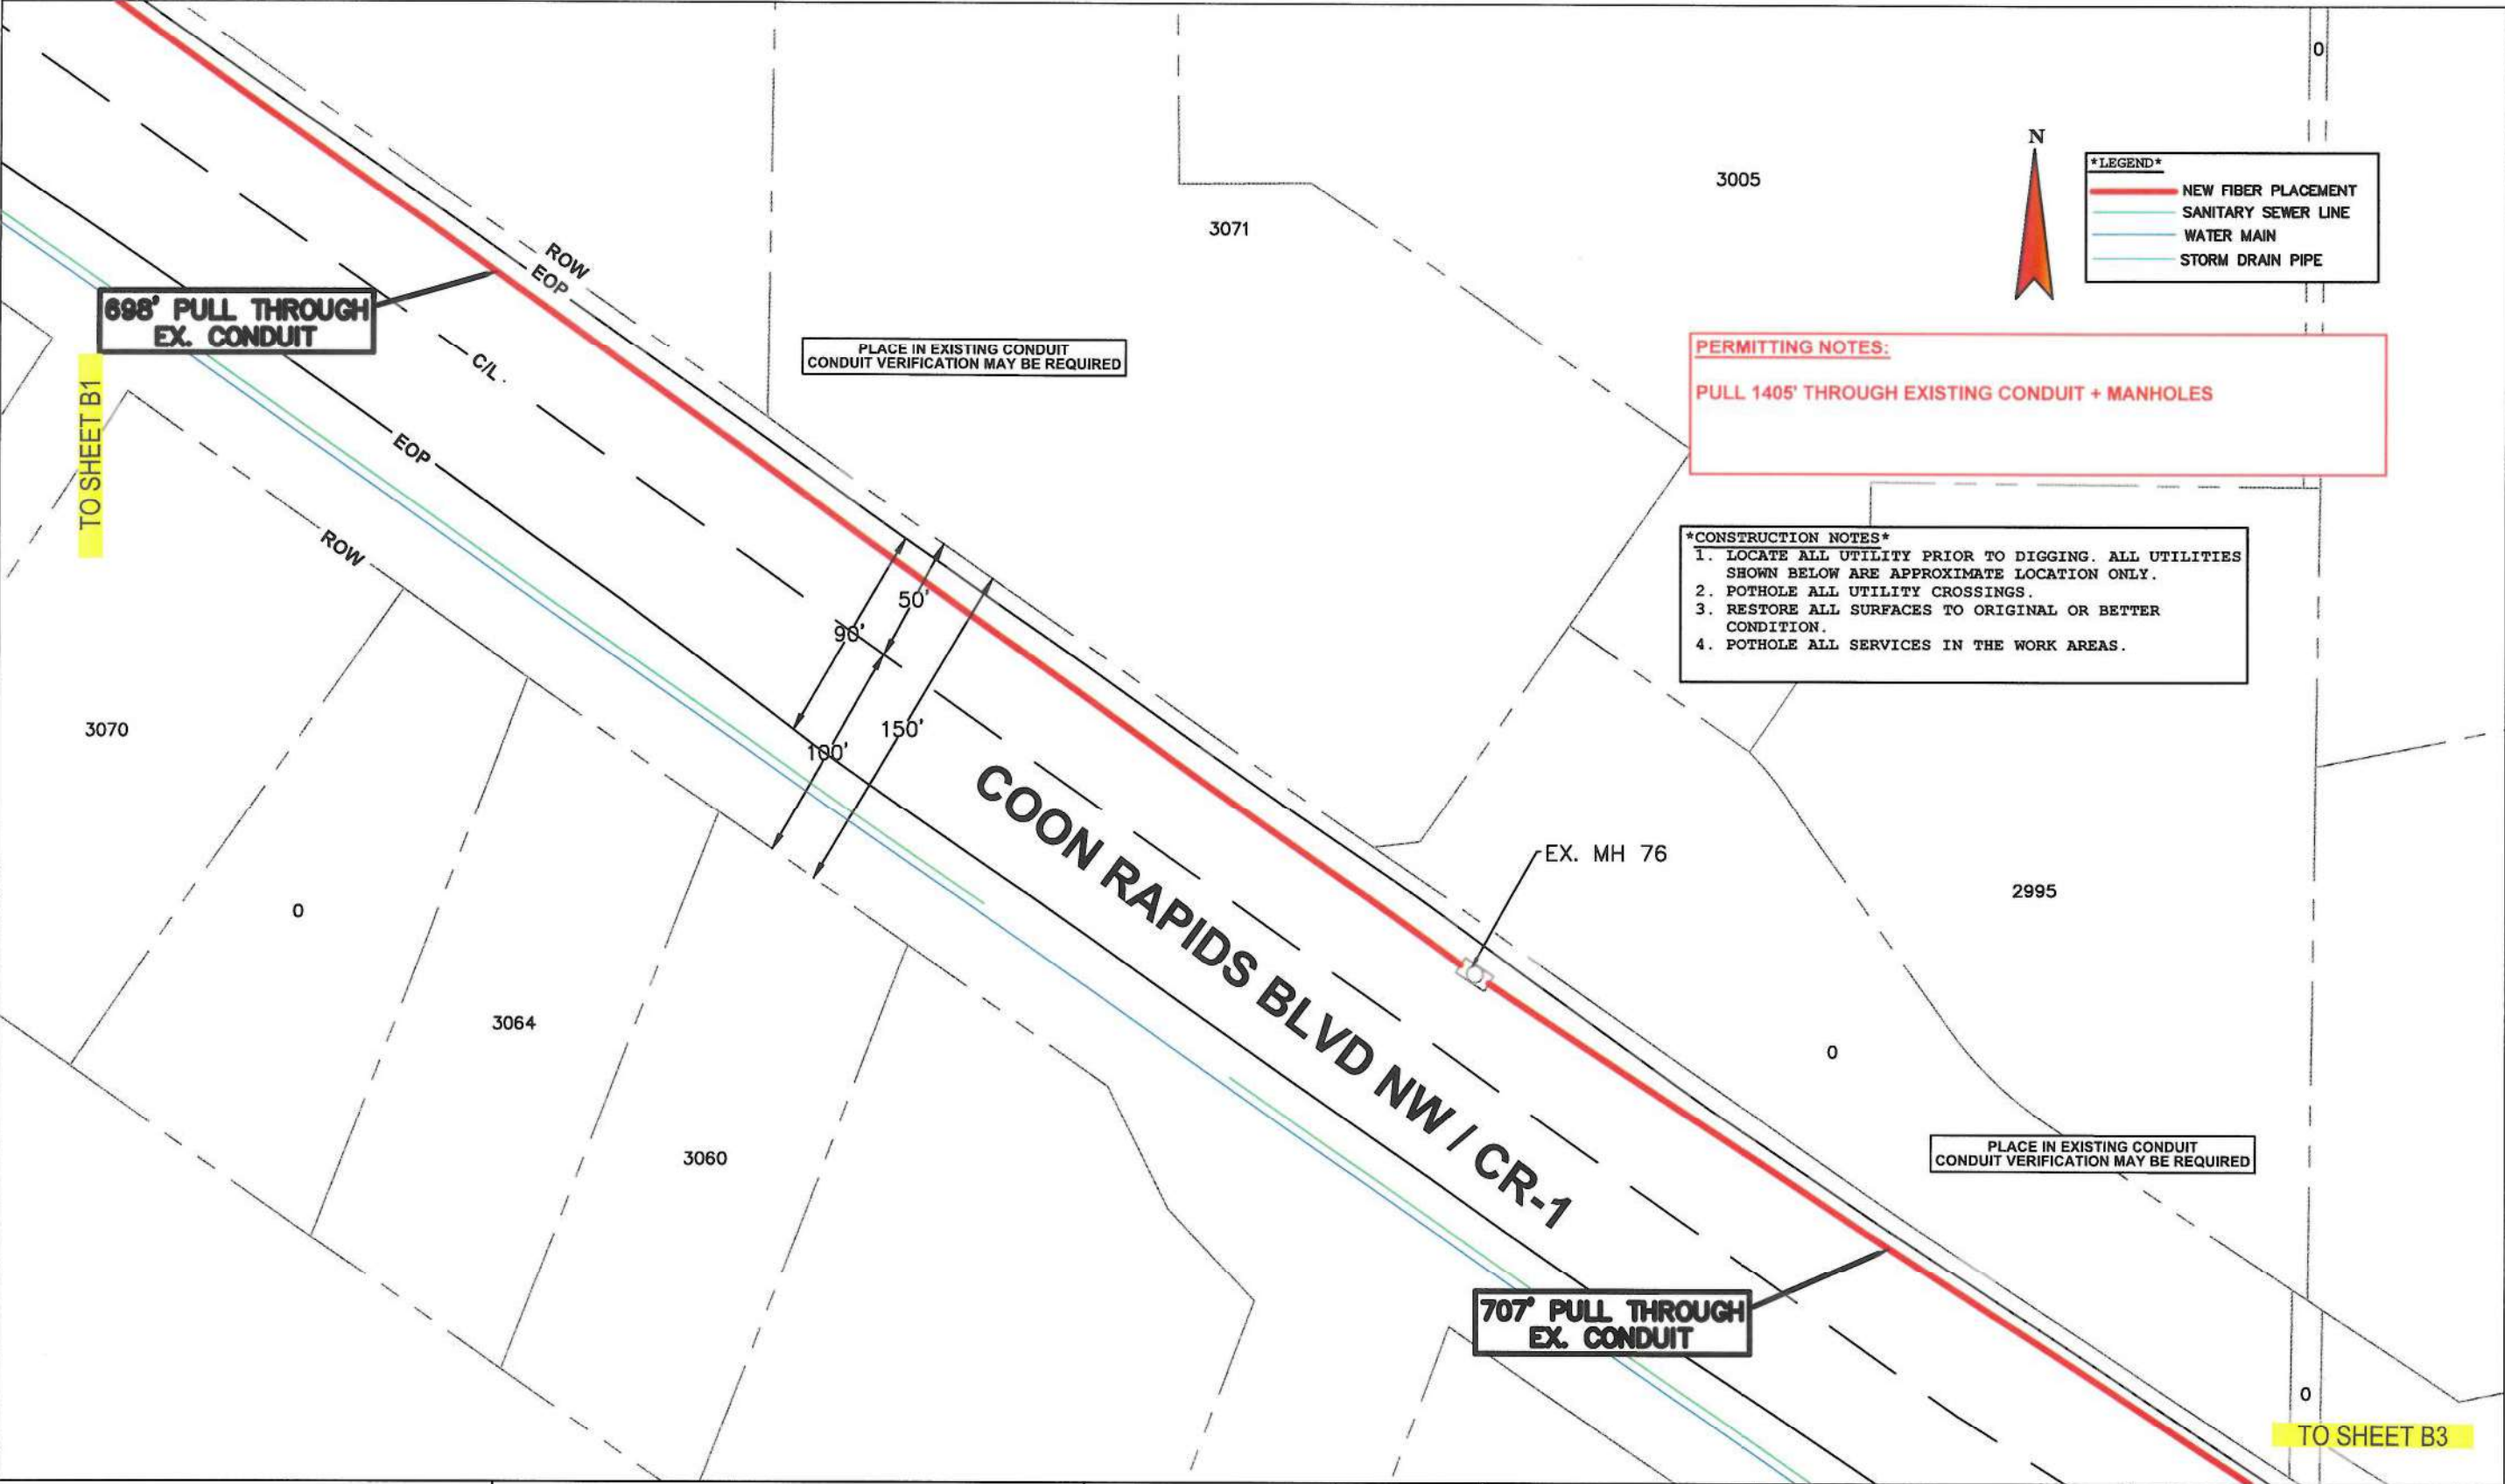 0
N
*LEGEND*
NEW FIBER PLACEMENT
SANITARY SEWER LINE
WATER MAIN
STORM DRAIN PIPE
3005
3071
ROW
EOP
698' PULL THROUGH
EX. CONDUIT
PLACE IN EXISTING CONDUIT
CONDUIT VERIFICATION MAY BE REQUIRED
C/L
PERMITTING NOTES:
PULL 1405' THROUGH EXISTING CONDUIT + MANHOLES
TO SHEET B1
EOP
ROW
*CONSTRUCTION NOTES*
1. LOCATE ALL UTILITY PRIOR TO DIGGING. ALL UTILITIES
SHOWN BELOW ARE APPROXIMATE LOCATION ONLY.
2. POTHOLE ALL UTILITY CROSSINGS.
3. RESTORE ALL SURFACES TO ORIGINAL OR BETTER
CONDITION.
4. POTHOLE ALL SERVICES IN THE WORK AREAS.
50'
90'
150'
100'
3070
COON RAPIDS BLVD NW / CR-1
EX. MH 76
2995
0
3064
0
3060
PLACE IN EXISTING CONDUIT
CONDUIT VERIFICATION MAY BE REQUIRED
707' PULL THROUGH
EX. CONDUIT
0
TO SHEET B3